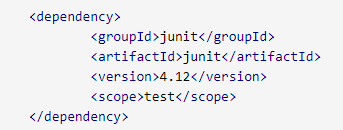 <dependency>
<groupId>junit</groupId>
<artifactId>junit</artifactId>
<version>4.12</version>
<scope>test</scope>
</dependency>